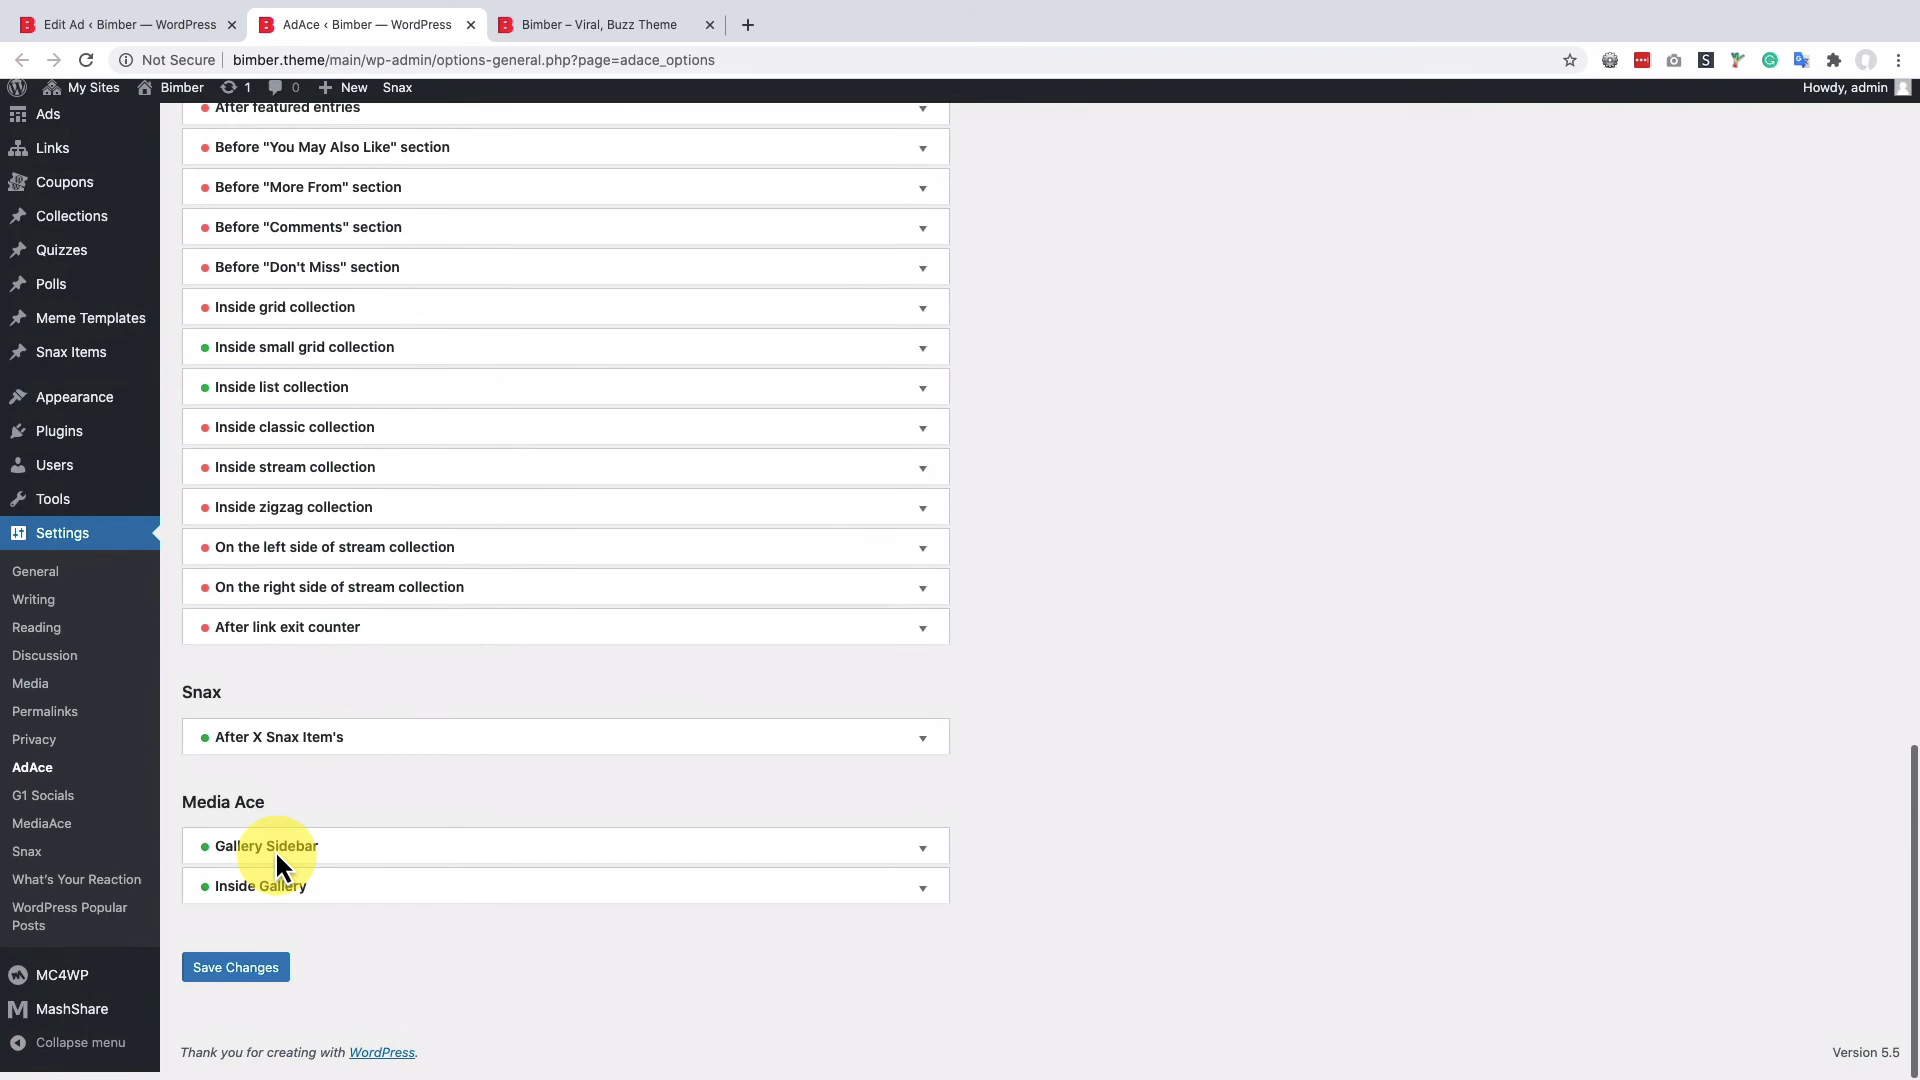 Edit Ad ‹ Bimber — WordPress
AdAce ‹ Bimber — WordPress
Bimber – Viral, Buzz Theme
Not Secure
bimber.theme/main/wp-admin/options-general.php?page=adace_options
My Sites
Bimber
1
0
New
Snax
Howdy, admin
Ads
Links
Coupons
Collections
Quizzes
Polls
Meme Templates
Snax Items
Appearance
Plugins
Users
Tools
Settings
General
Writing
Reading
Discussion
Media
Permalinks
Privacy
AdAce
G1 Socials
MediaAce
Snax
What's Your Reaction
WordPress Popular
Posts
MC4WP
MashShare
Collapse menu
After featured entries
Before "You May Also Like" section
Before "More From" section
Before "Comments" section
Before "Don't Miss" section
Inside grid collection
Inside small grid collection
Inside list collection
Inside classic collection
Inside stream collection
Inside zigzag collection
On the left side of stream collection
On the right side of stream collection
After link exit counter
Snax
After X Snax Item's
Media Ace
Gallery Sidebar
Inside Gallery
Save Changes
Thank you for creating with WordPress.
Version 5.5